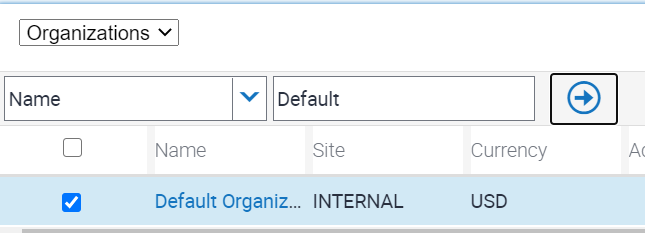 Organizations
Name Default
Name Site Currency
Default Organiz... INTERNAL USD